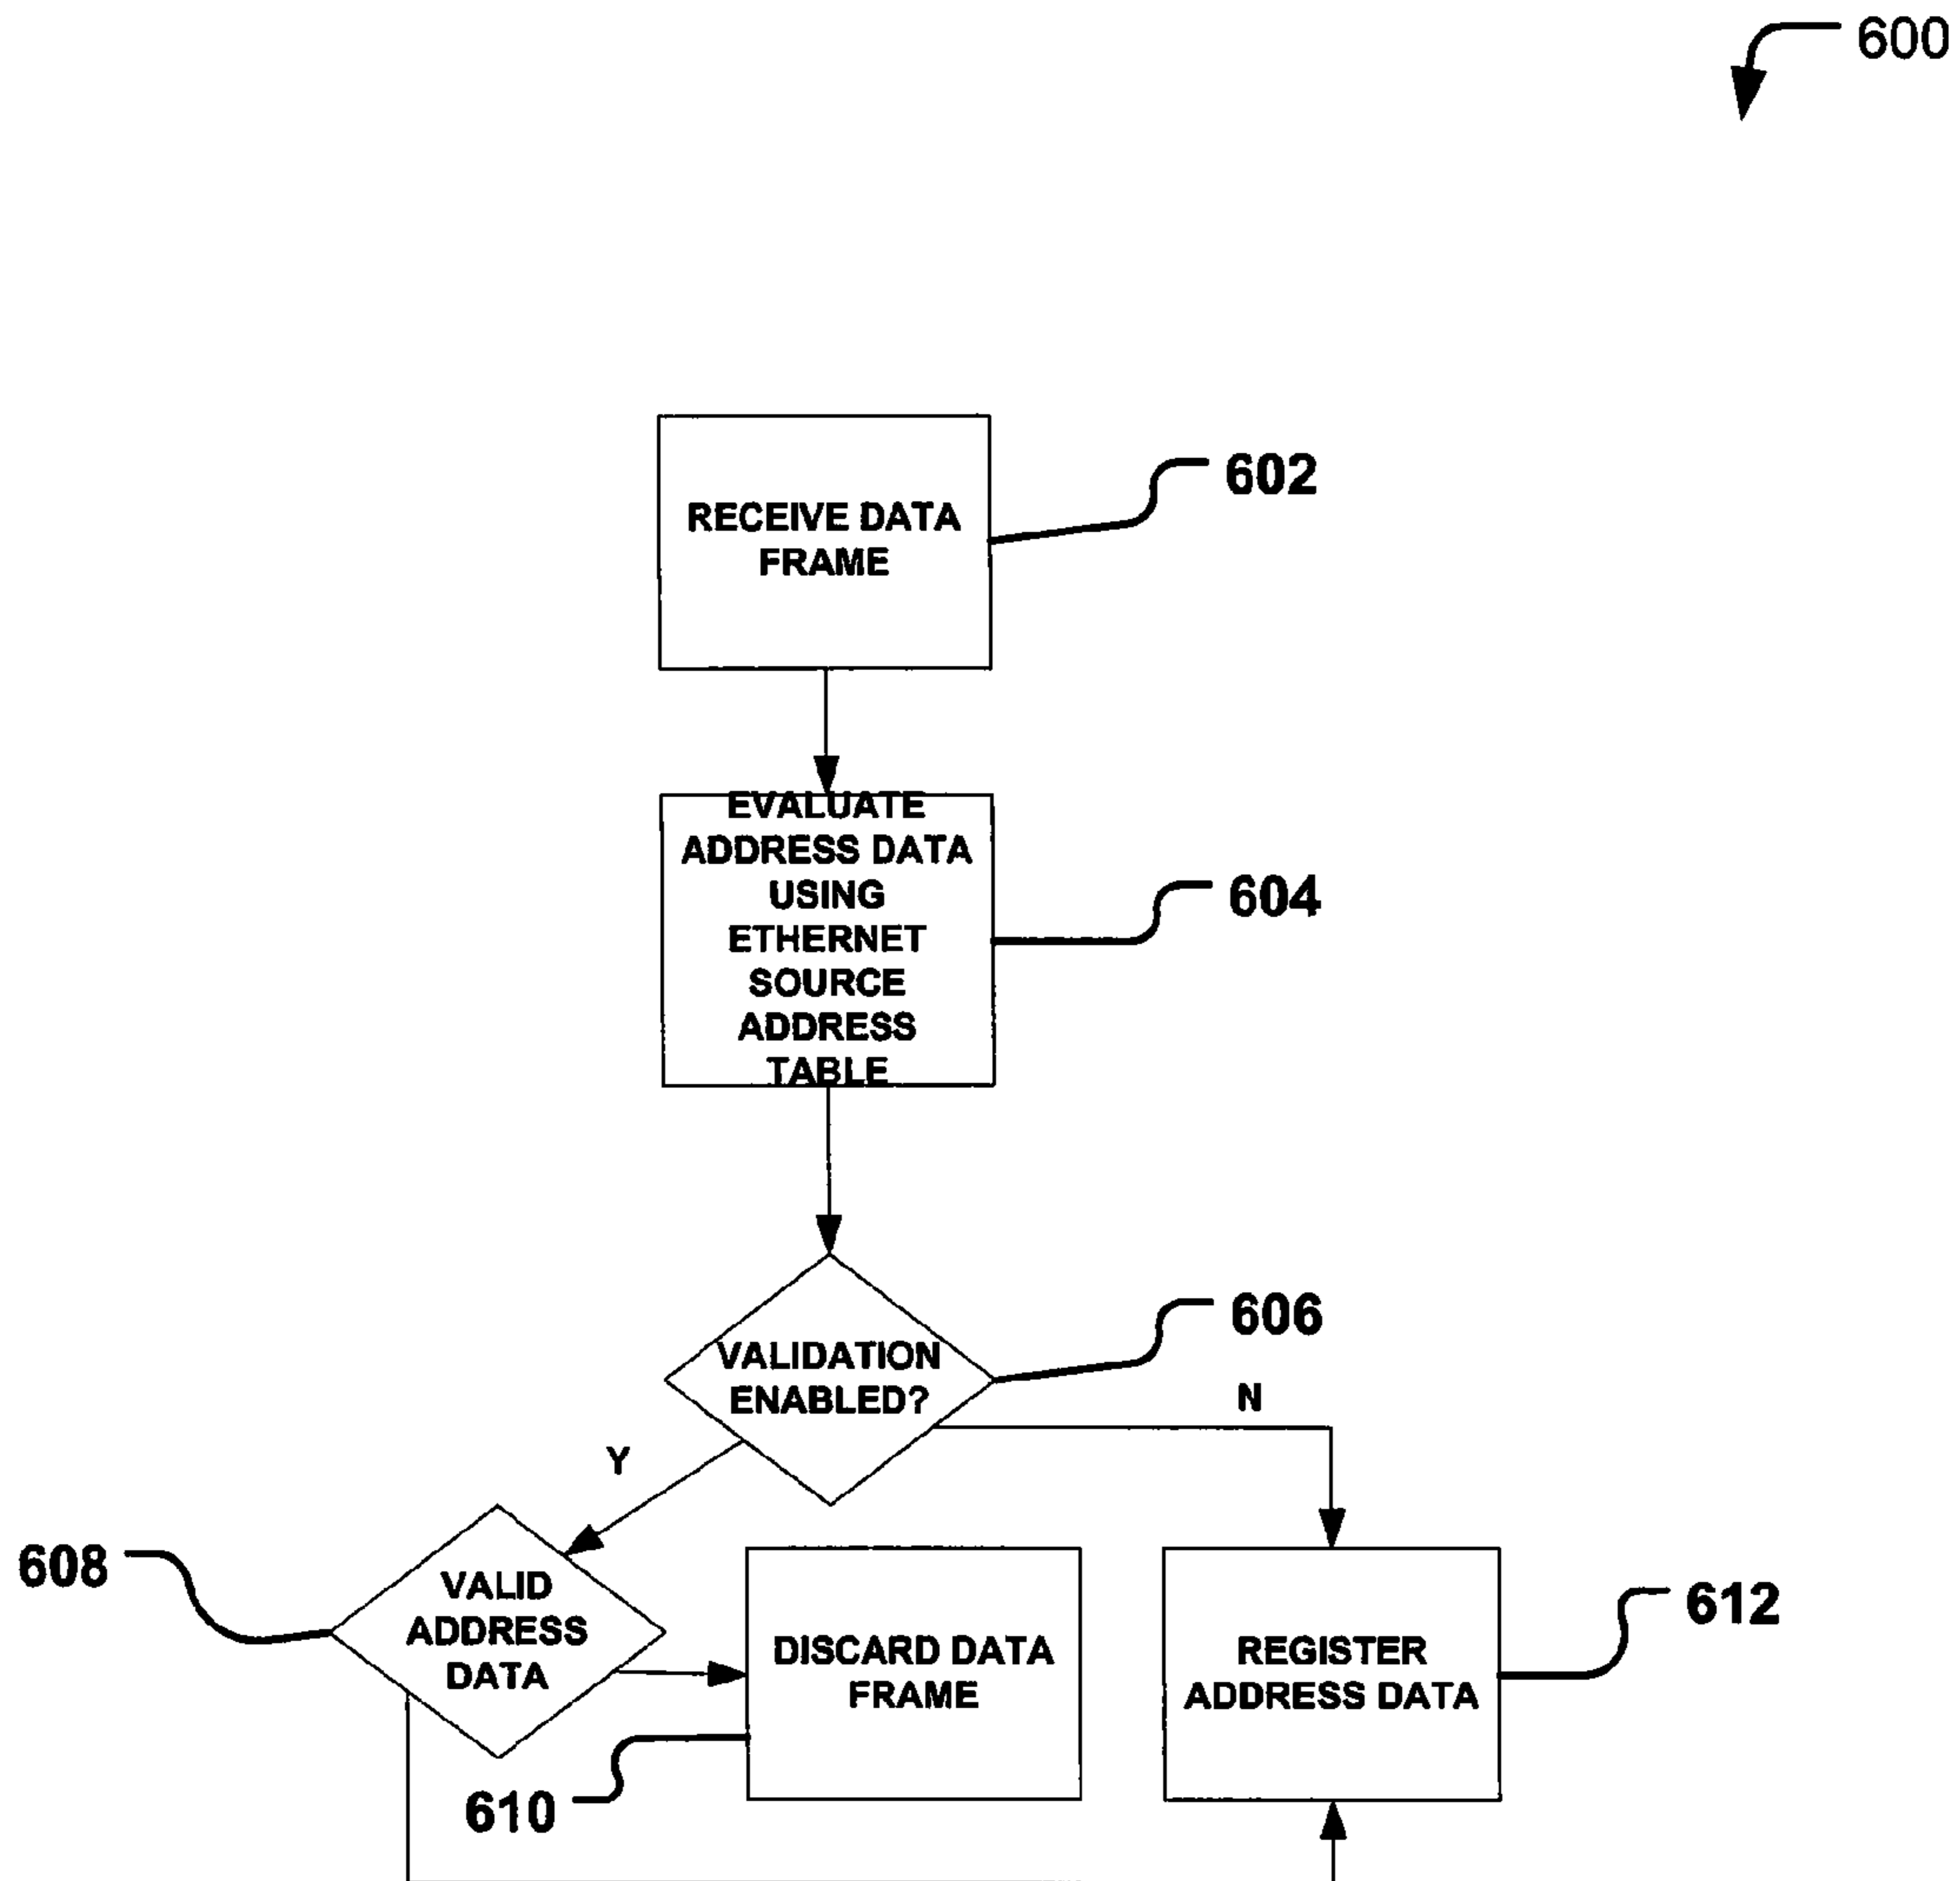 600
RECEIVE DATA
FRAME
602
EVALUATE
ADDRESS DATA
USING
ETHERNET
SOURCE
ADDRESS
TABLE
604
VALIDATION
ENABLED?
606
N
Y
608
VALID
ADDRESS
DATA
DISCARD DATA
FRAME
610
REGISTER
ADDRESS DATA
612